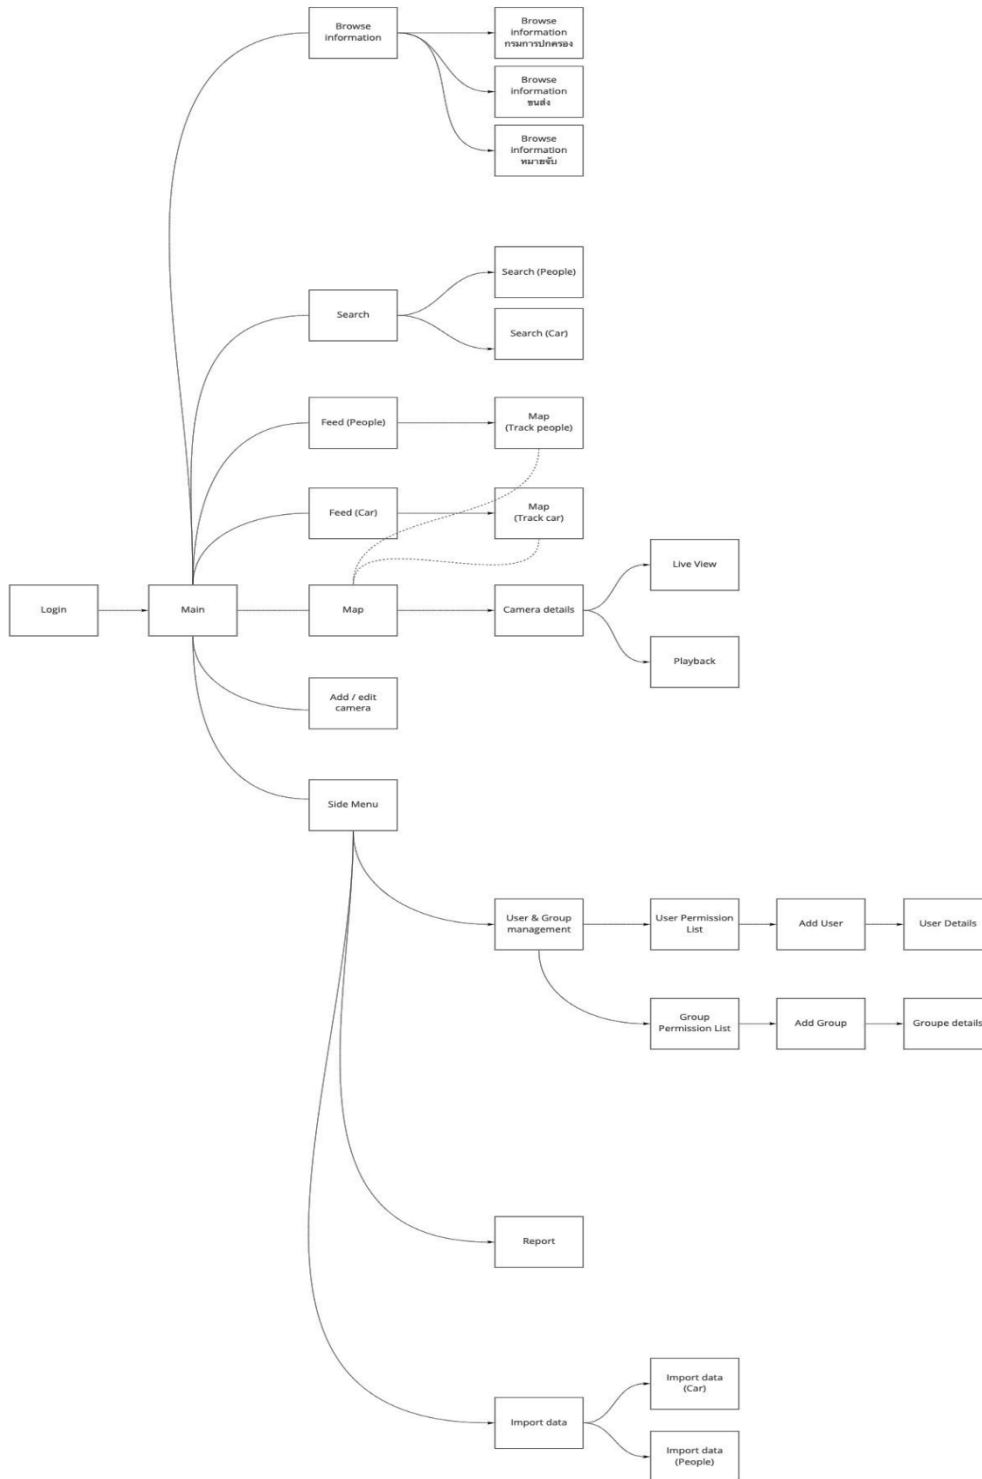 Browse
information
Browse
information
กรมการปกครอง
Browse
information
ขนส่ง
Browse
information
หมายจับ
Search
Search (People)
Search (Car)
Feed (People)
Map
(Track people)
Feed (Car)
Map
(Track car)
Login
Main
Map
Camera details
Live View
Playback
Add / edit
camera
Side Menu
User & Group
management
User Permission
List
Add User
User Details
Group
Permission List
Add Group
Groupe details
Report
Import data
Import data
(Car)
Import data
(People)